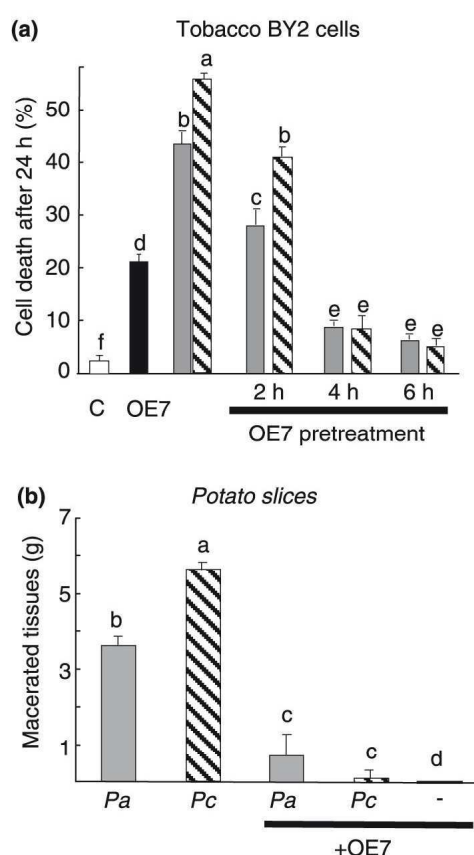 (a) Tobacco BY2 cells
Cell death after 24 h (%)
50
40
30
20
10
0
f
d
b
a
c
b
e
e
e
e
C
OE7
2 h
4 h
6 h
OE7 pretreatment
(b) Potato slices
Macerated tissues (g)
7
5
3
1
b
a
c
c
d
Pa
Pc
Pa
Pc
-
+OE7